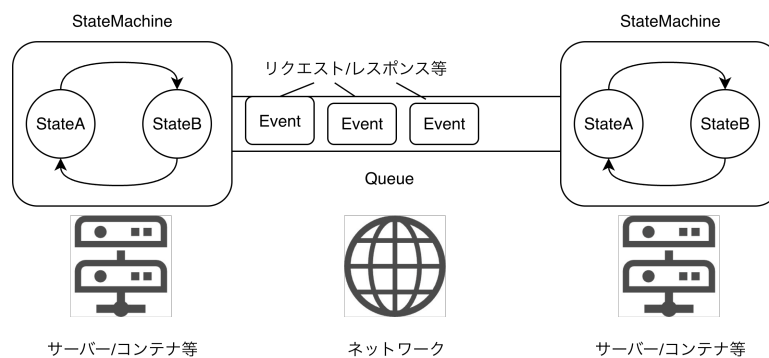 StateMachine
StateMachine
リクエスト/レスポンス等
StateA
StateB
Event
Event
Event
StateA
StateB
Queue
サーバー/コンテナ等
ネットワーク
サーバー/コンテナ等